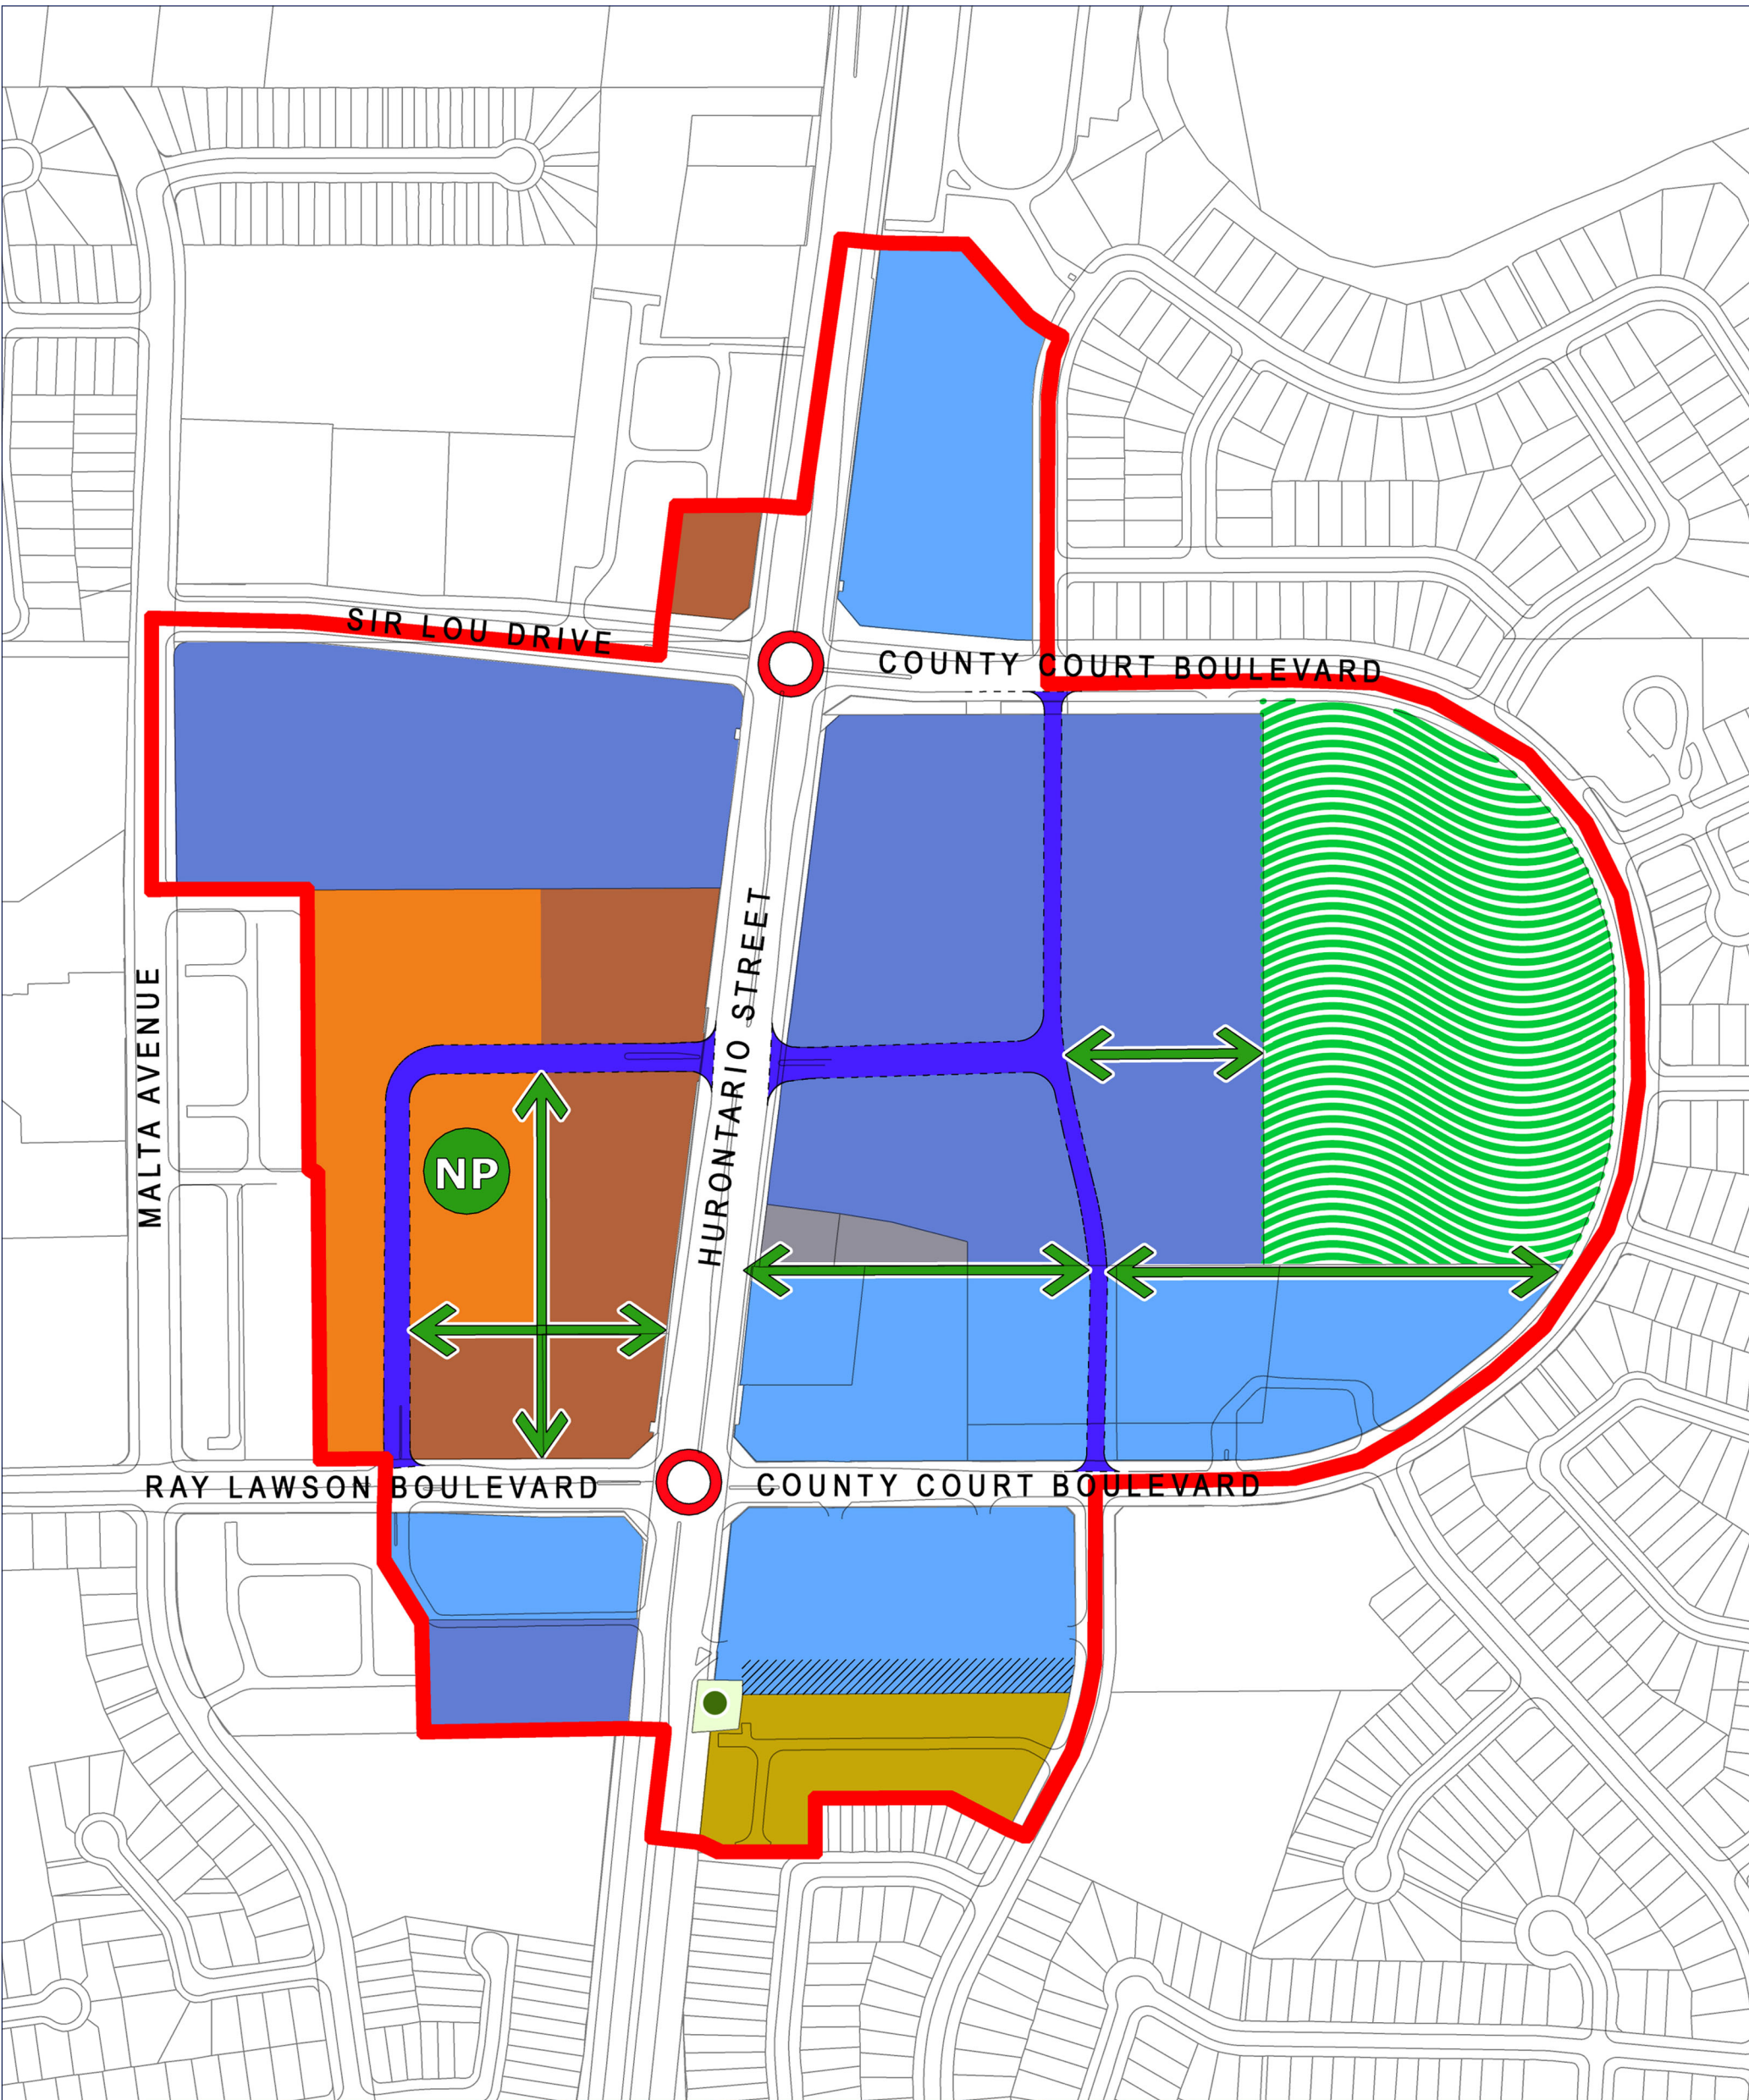 SIR LOU DRIVE
COUNTY COURT BOULEVARD
HURONTARIO STREET
MALTA AVENUE
NP
RAY LAWSON BOULEVARD
COUNTY COURT BOULEVARD